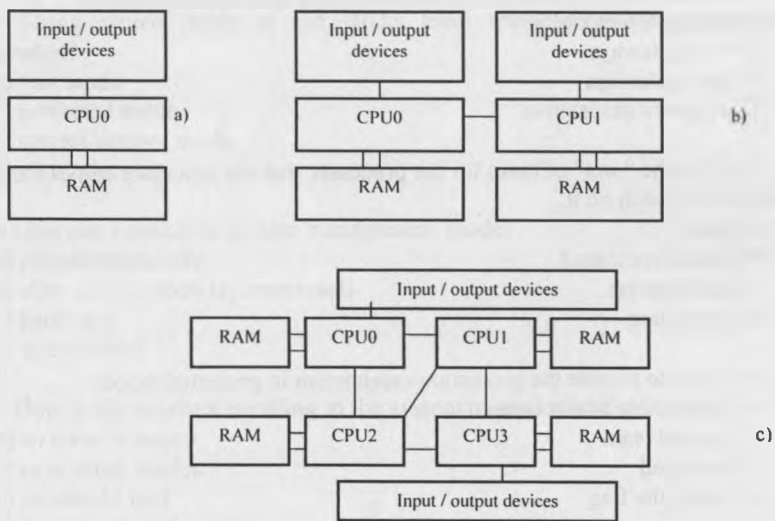 Input / output
devices
CPU0
a)
RAM
Input / output
devices
Input / output
devices
CPU0
CPU1
b)
RAM
RAM
Input / output devices
RAM
CPU0
CPU1
RAM
RAM
CPU2
CPU3
RAM
c)
Input / output devices